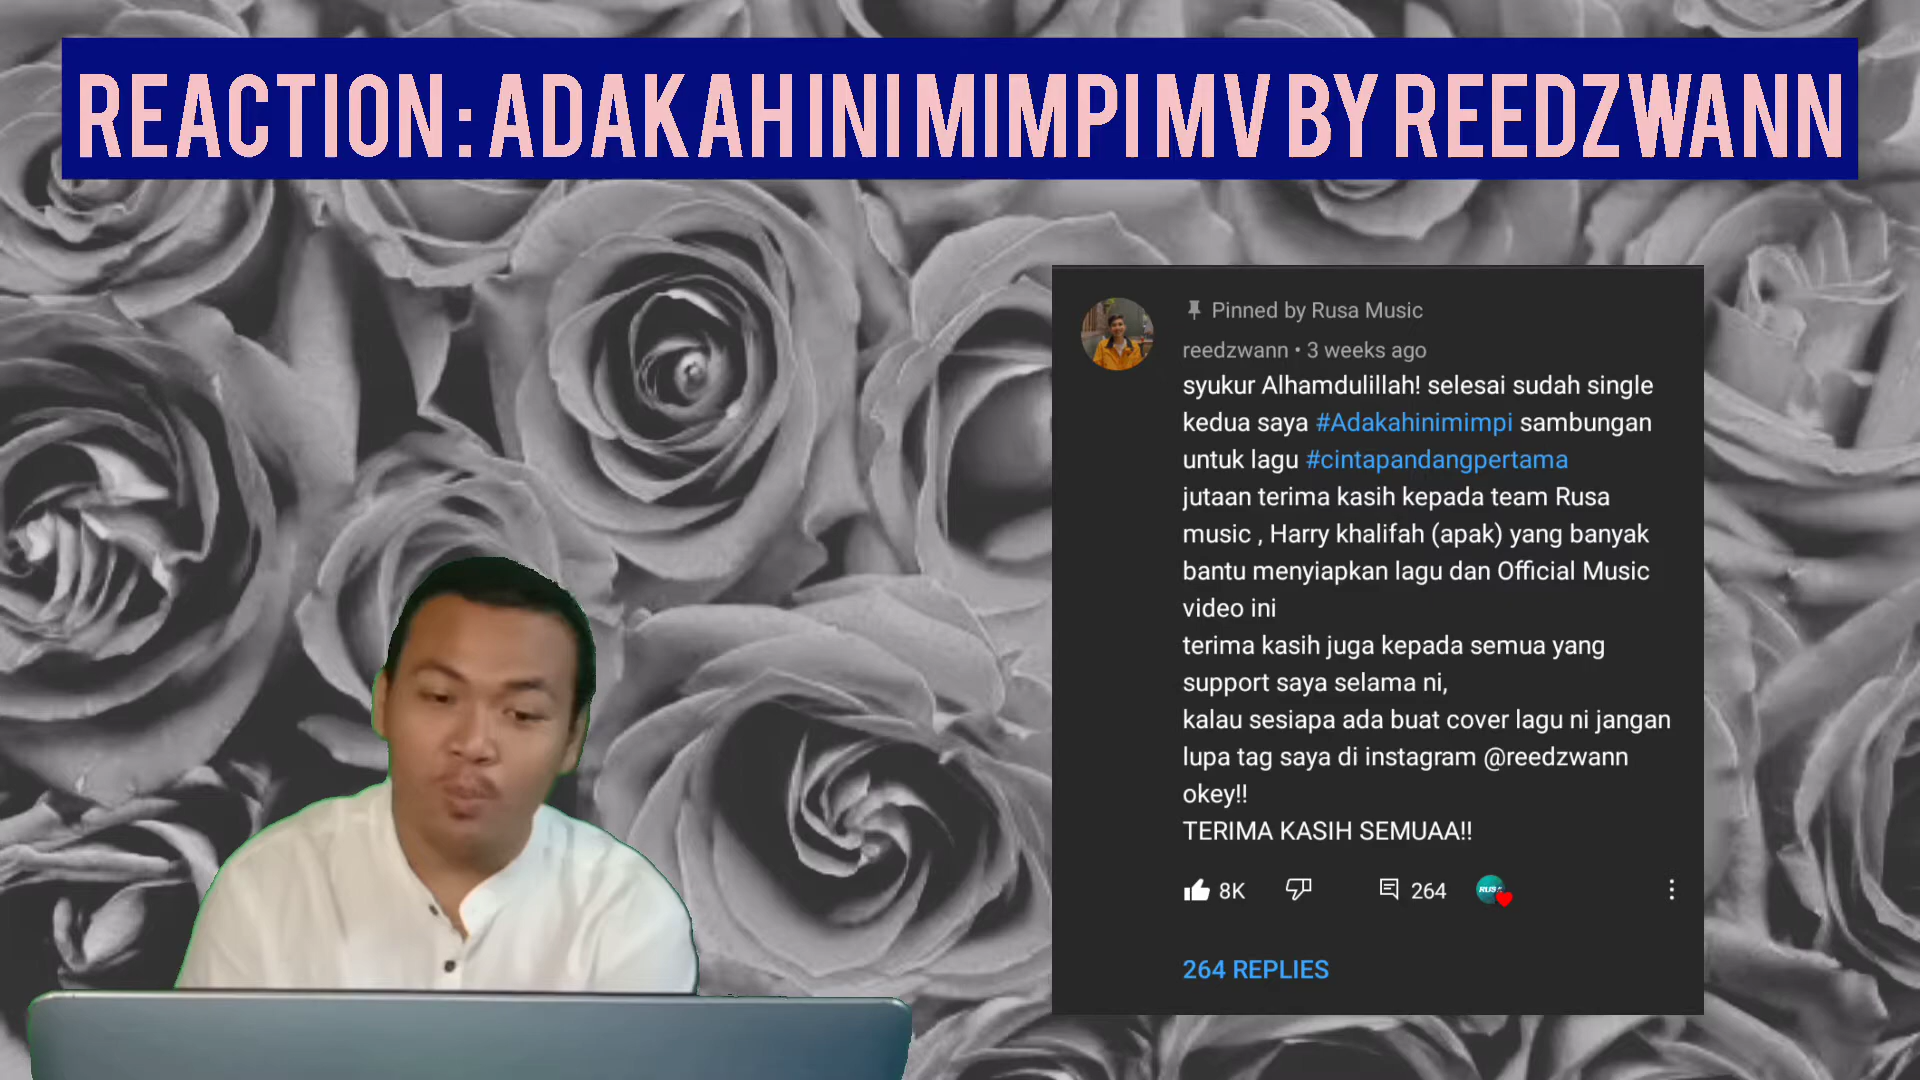 REACTION : ADAKAH INI MIMPI MV BY REEDZWANN
Pinned by Rusa Music
reedzwann • 3 weeks ago
syukur Alhamdulillah! selesai sudah single
kedua saya #Adakahinimimpi sambungan
untuk lagu #cintapandangpertama
jutaan terima kasih kepada team Rusa
music , Harry khalifah (apak) yang banyak
bantu menyiapkan lagu dan Official Music
video ini
terima kasih juga kepada semua yang
support saya selama ni,
kalau sesiapa ada buat cover lagu ni jangan
lupa tag saya di instagram @reedzwann
okey!!
TERIMA KASIH SEMUAA!!
8K 264
264 REPLIES